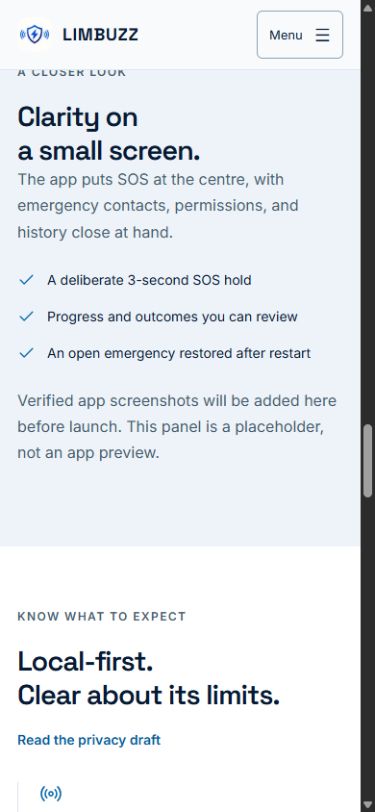 LIMBUZZ
Menu
A CLOSER LOOK
Clarity on
a small screen.
The app puts SOS at the centre, with
emergency contacts, permissions, and
history close at hand.
A deliberate 3-second SOS hold
Progress and outcomes you can review
An open emergency restored after restart
Verified app screenshots will be added here
before launch. This panel is a placeholder,
not an app preview.
KNOW WHAT TO EXPECT
Local-first.
Clear about its limits.
Read the privacy draft